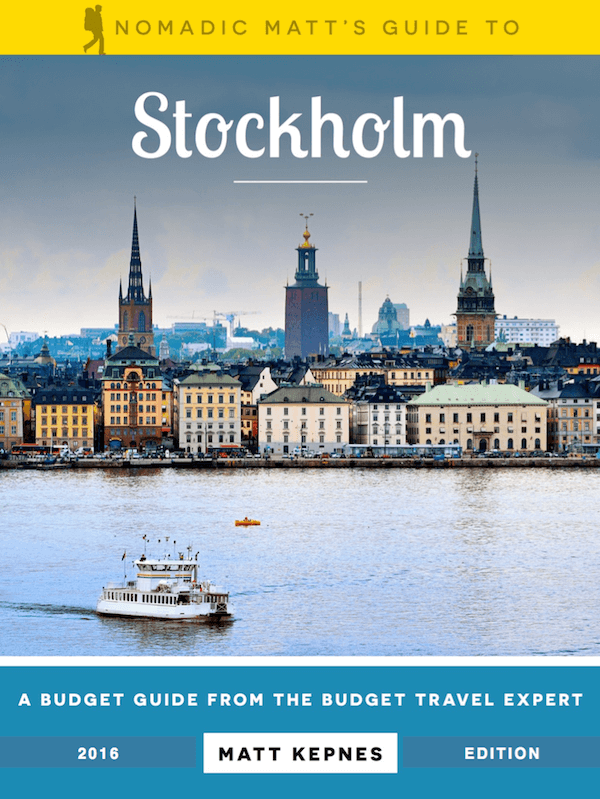 NOMADIC MATT'S GUIDE TO
Stockholm
A BUDGET GUIDE FROM THE BUDGET TRAVEL EXPERT
2016 MATT KEPNES EDITION